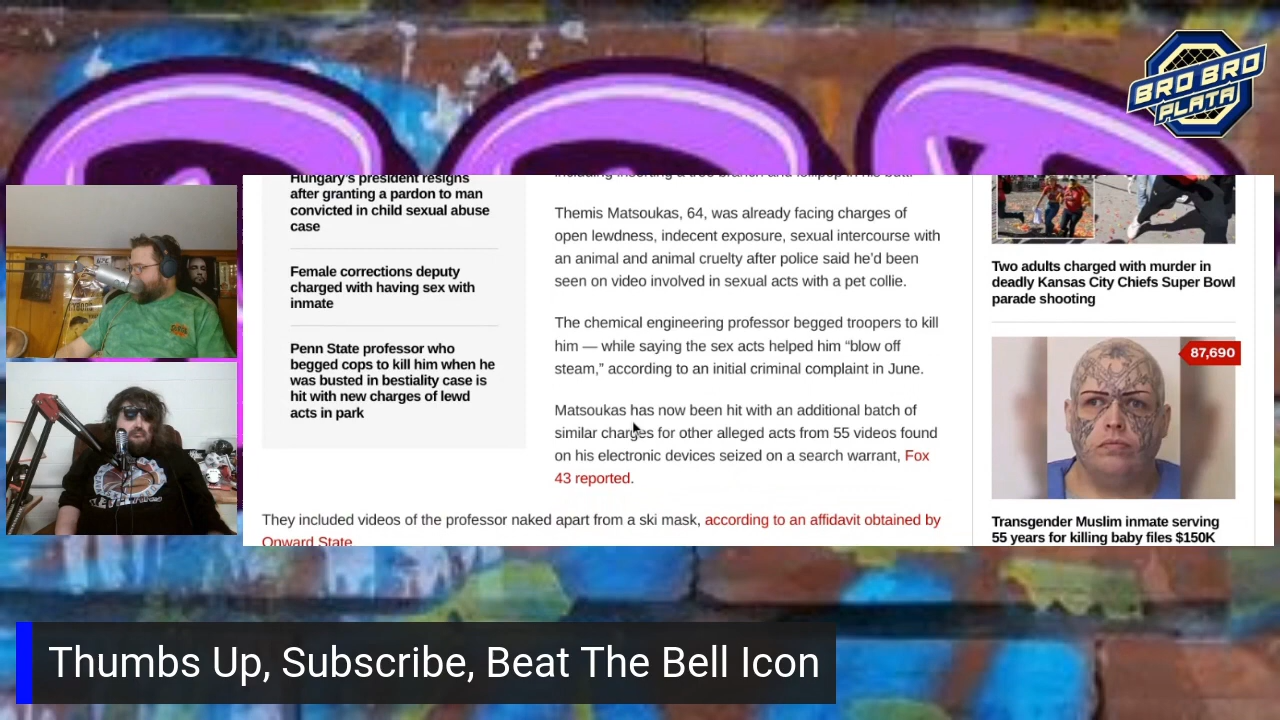 BRO BRO
PLATA
Hungary's president resigns
after granting a pardon to man
convicted in child sexual abuse
case
Female corrections deputy
charged with having sex with
inmate
Penn State professor who
begged cops to kill him when he
was busted in bestiality case is
hit with new charges of lewd
acts in park
including inserting a tree branch and lollipop in his butt.
Themis Matsoukas, 64, was already facing charges of
open lewdness, indecent exposure, sexual intercourse with
an animal and animal cruelty after police said he'd been
seen on video involved in sexual acts with a pet collie.
The chemical engineering professor begged troopers to kill
him — while saying the sex acts helped him “blow off
steam,” according to an initial criminal complaint in June.
Matsoukas has now been hit with an additional batch of
similar charges for other alleged acts from 55 videos found
on his electronic devices seized on a search warrant, Fox
43 reported.
They included videos of the professor naked apart from a ski mask, according to an affidavit obtained by
Onward State
Two adults charged with murder in
deadly Kansas City Chiefs Super Bowl
parade shooting
87,690
Transgender Muslim inmate serving
55 years for killing baby files $150K
Thumbs Up, Subscribe, Beat The Bell Icon